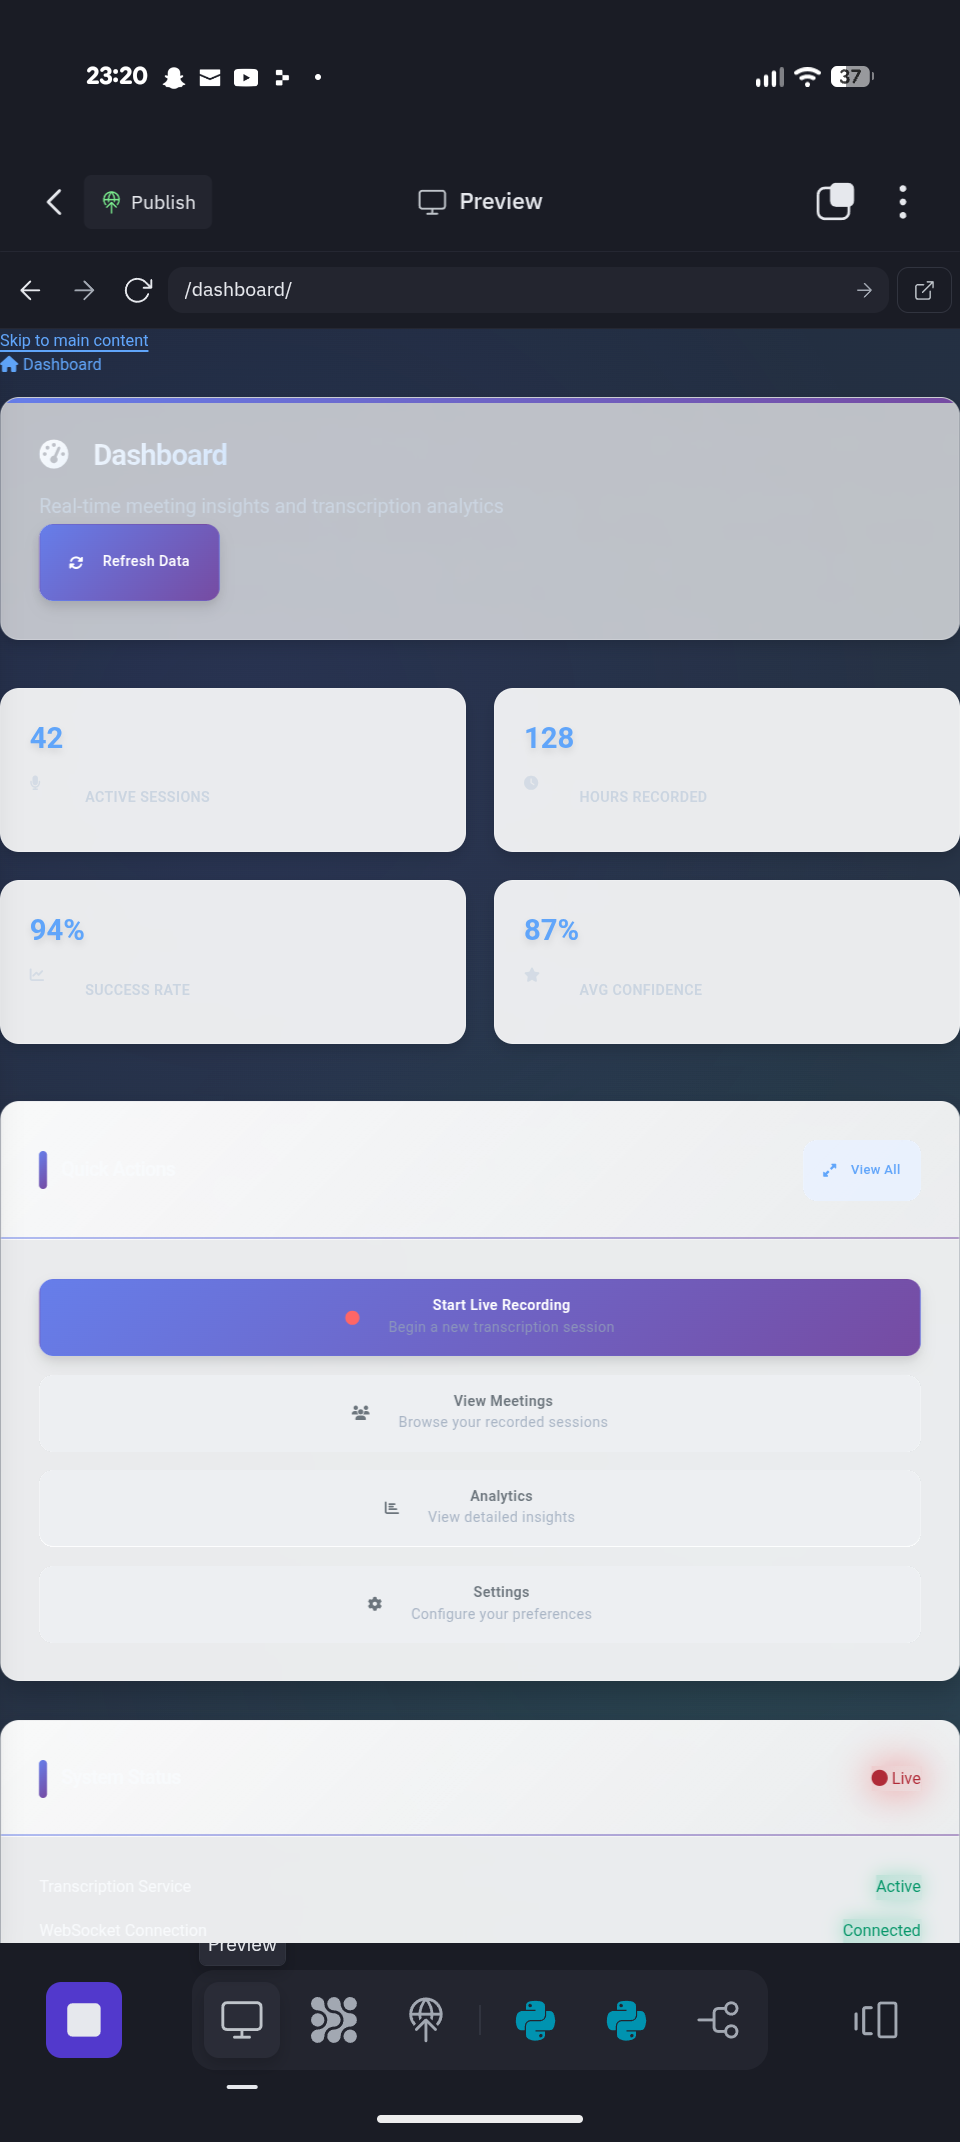 23:20
37
Publish
Preview
/dashboard/
Skip to main content
Dashboard
Dashboard
Real-time meeting insights and transcription analytics
Refresh Data
42
ACTIVE SESSIONS
128
HOURS RECORDED
94%
SUCCESS RATE
87%
AVG CONFIDENCE
Quick Actions
View All
Start Live Recording
Begin a new transcription session
View Meetings
Browse your recorded sessions
Analytics
View detailed insights
Settings
Configure your preferences
System Status
Live
Transcription Service
Active
WebSocket Connection
Connected
Preview